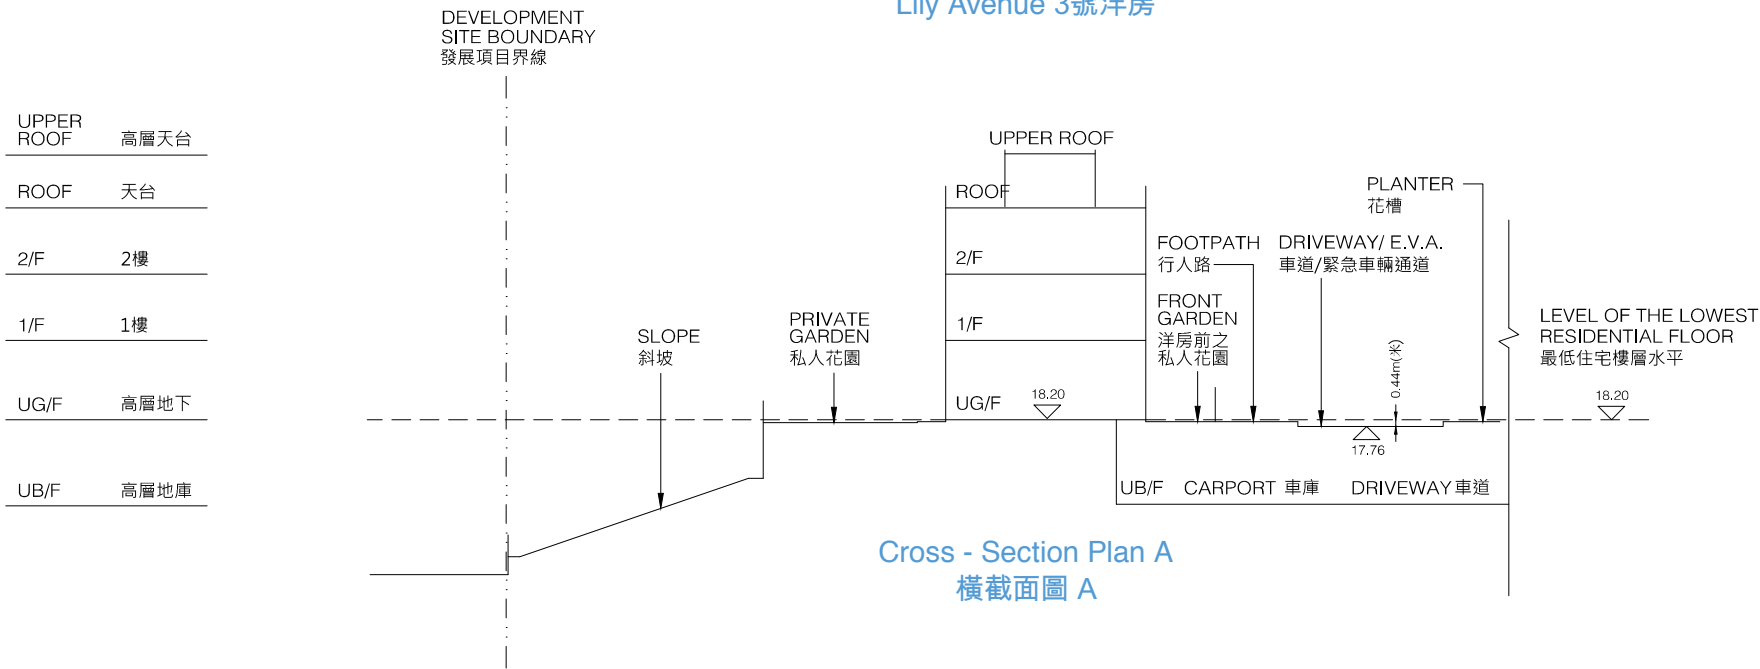 Lily Avenue 3號洋房
DEVELOPMENT
SITE BOUNDARY
發展項目界線
UPPER
ROOF 高層天台
ROOF 天台
2/F 2樓
1/F 1樓
UG/F 高層地下
UB/F 高層地庫
SLOPE
斜坡
PRIVATE
GARDEN
私人花園
UPPER ROOF
ROOF
2/F
1/F
UG/F
18.20
FOOTPATH
行人路
FRONT
GARDEN
洋房前之
私人花園
DRIVEWAY/ E.V.A.
車道/緊急車輛通道
PLANTER
花槽
0.44m(米)
17.76
UB/F CARPORT 車庫 DRIVEWAY 車道
LEVEL OF THE LOWEST
RESIDENTIAL FLOOR
最低住宅樓層水平
18.20
Cross - Section Plan A
橫截面圖 A